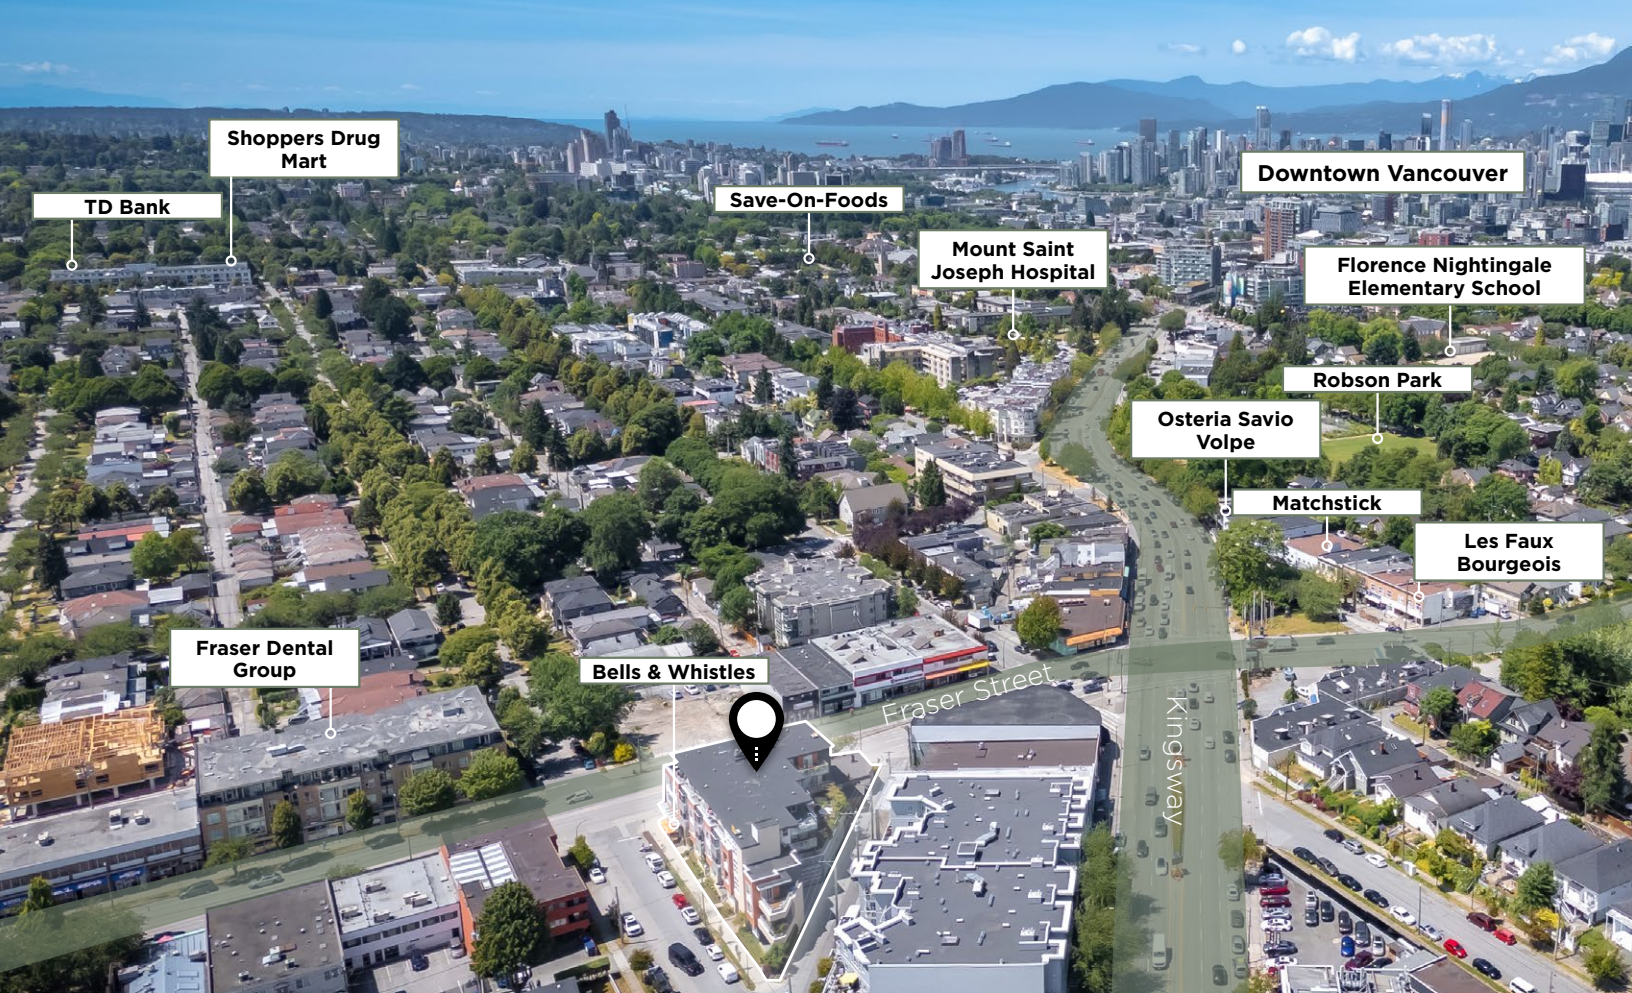 Shoppers Drug
Mart
TD Bank
Save-On-Foods
Downtown Vancouver
Mount Saint
Joseph Hospital
Florence Nightingale
Elementary School
Robson Park
Osteria Savio
Volpe
Matchstick
Les Faux
Bourgeois
Fraser Dental
Group
Bells & Whistles
Fraser Street
Kingsway